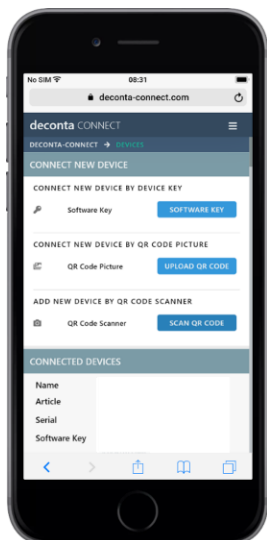 No SIM 08:31
deconta-connect.com
deconta CONNECT
DECONTA-CONNECT → DEVICES
CONNECT NEW DEVICE
CONNECT NEW DEVICE BY DEVICE KEY
Software Key SOFTWARE KEY
CONNECT NEW DEVICE BY QR CODE PICTURE
QR Code Picture UPLOAD QR CODE
ADD NEW DEVICE BY QR CODE SCANNER
QR Code Scanner SCAN QR CODE
CONNECTED DEVICES
Name
Article
Serial
Software Key